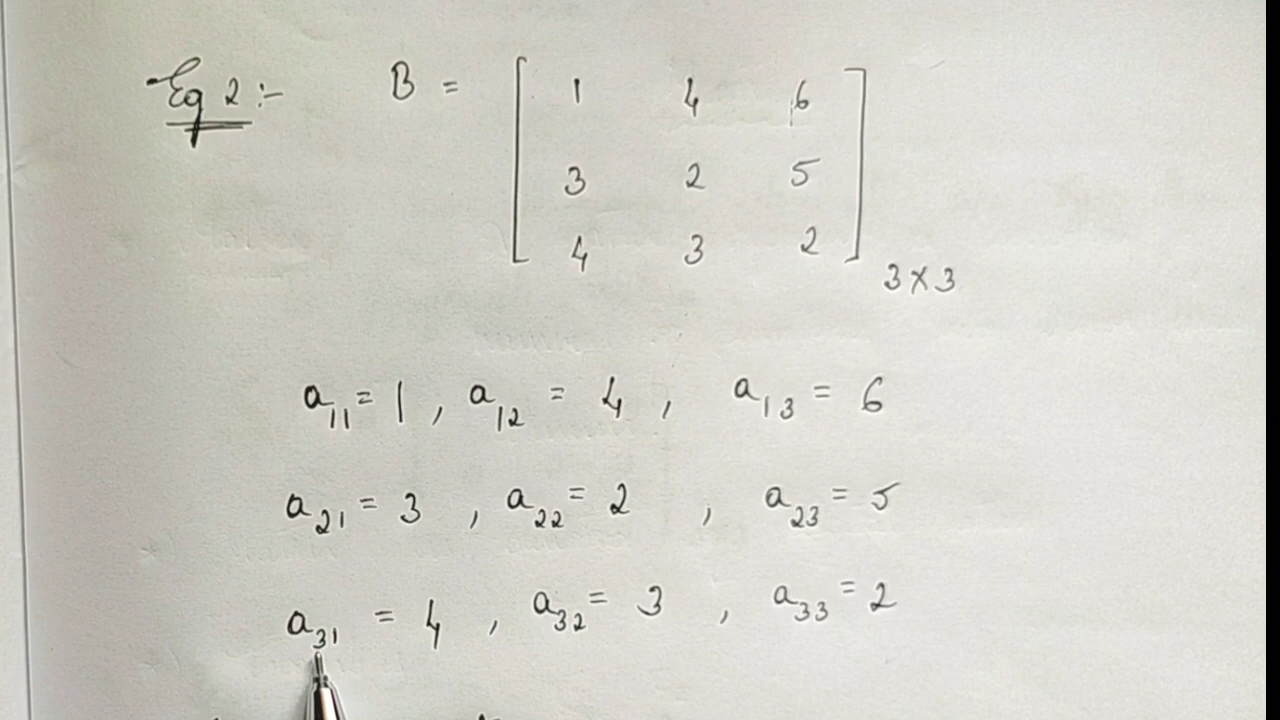 Eg 2:- B = [ 1 4 6
3 2 5
4 3 2 ] 3×3
a11 = 1 , a12 = 4 , a13 = 6
a21 = 3 , a22 = 2 , a23 = 5
a31 = 4 , a32 = 3 , a33 = 2